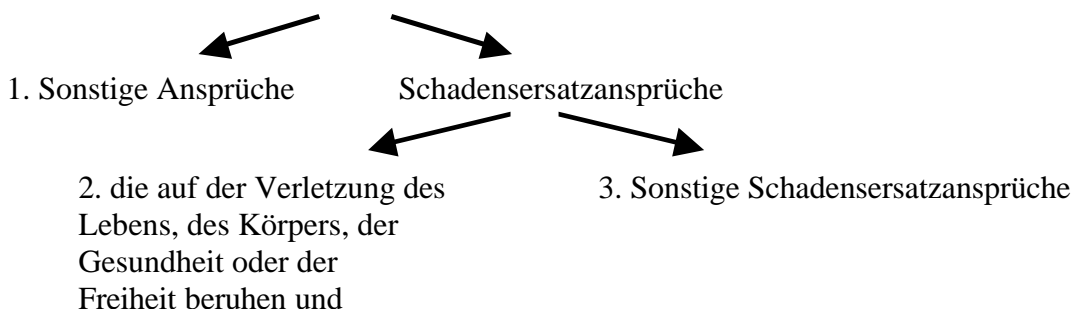 1. Sonstige Ansprüche Schadensersatzansprüche
2. die auf der Verletzung des
Lebens, des Körpers, der
Gesundheit oder der
Freiheit beruhen und
3. Sonstige Schadensersatzansprüche